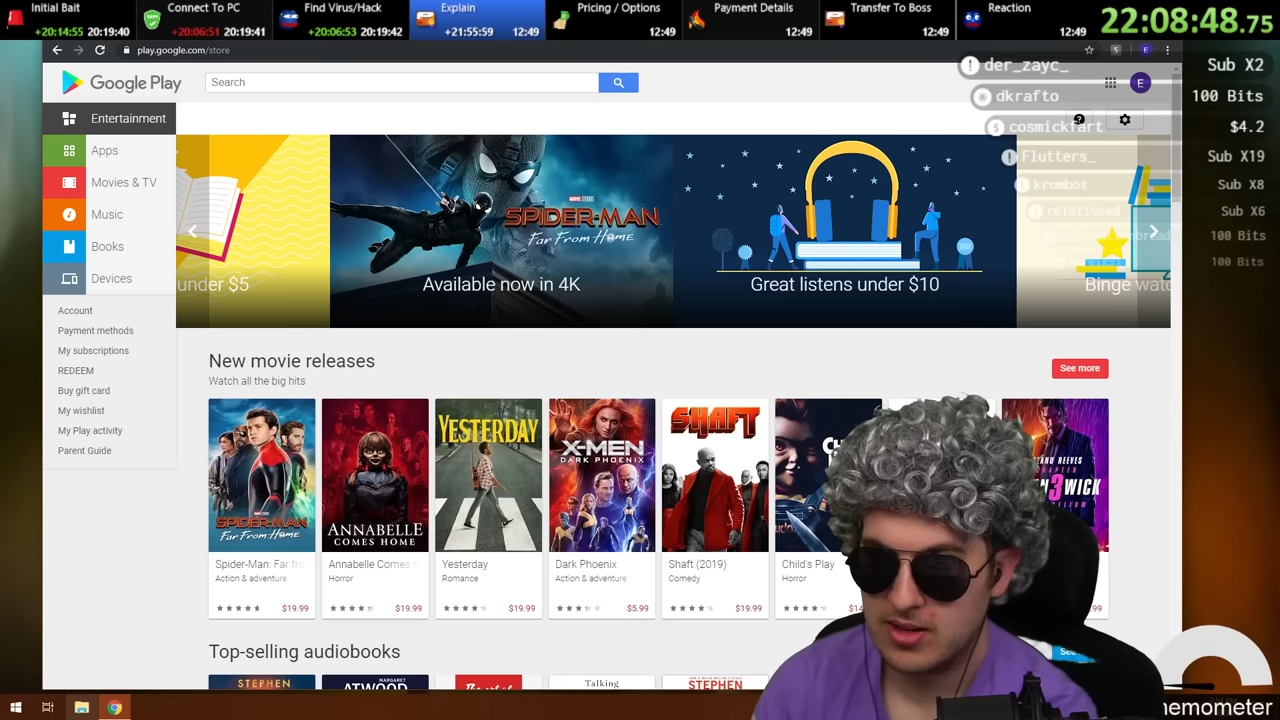 Initial Bait
+20:14:55 20:19:40
Connect To PC
+20:06:51 20:19:41
Find Virus/Hack
+20:06:53 20:19:42
Explain
+21:55:59 12:49
Pricing / Options
12:49
Payment Details
12:49
Transfer To Boss
12:49
Reaction
12:49
22:08:48.75
play.google.com/store
S
E
der_zayc_ Sub X2
dkrafto 100 Bits
cosmickfart $4.2
Flutters_ Sub X19
krombot Sub X8
relativexd Sub X6
100 Bits
100 Bits
Google Play
Search
E
Entertainment
Apps
Movies & TV
Music
Books
Devices
Account
Payment methods
My subscriptions
REDEEM
Buy gift card
My wishlist
My Play activity
Parent Guide
under $5
SPIDER-MAN
Far From Home
Available now in 4K
Great listens under $10
Binge watc
New movie releases
Watch all the big hits
See more
SPIDER-MAN
Far From Home
ANNABELLE
COMES HOME
YESTERDAY
X-MEN
DARK PHOENIX
SHAFT
REEVES
3
WICK
Spider-Man: Far fro
Action & adventure
$19.99
Annabelle Comes H
Horror
$19.99
Yesterday
Romance
$19.99
Dark Phoenix
Action & adventure
$5.99
Shaft (2019)
Comedy
$19.99
Child's Play
Horror
$14
99
Top-selling audiobooks
See
STEPHEN
MARGARET
ATWOOD
Talking
STEPHEN
hemometer